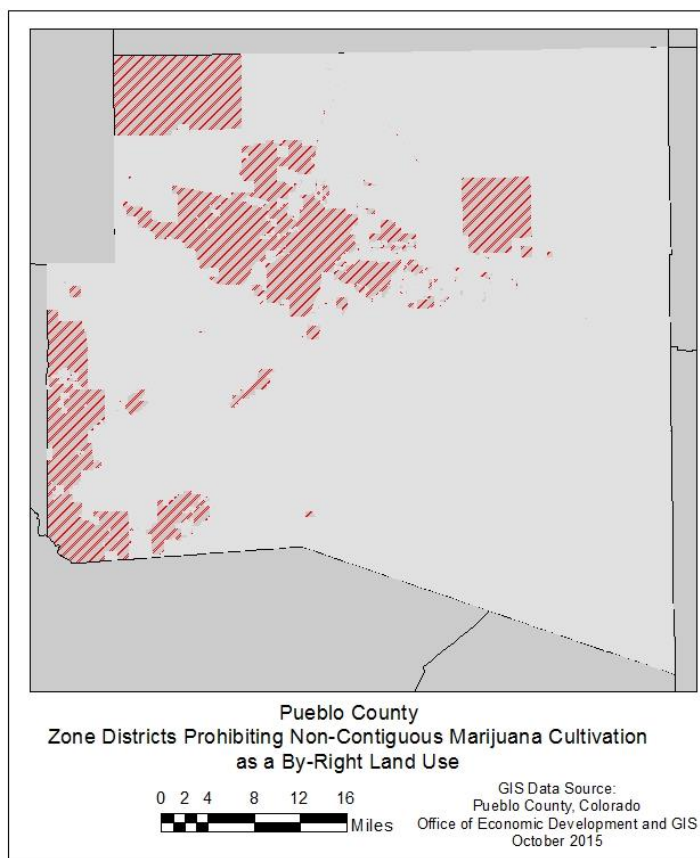 Pueblo County
Zone Districts Prohibiting Non-Contiguous Marijuana Cultivation
as a By-Right Land Use
0 2 4 8 12 16
Miles
GIS Data Source:
Pueblo County, Colorado
Office of Economic Development and GIS
October 2015